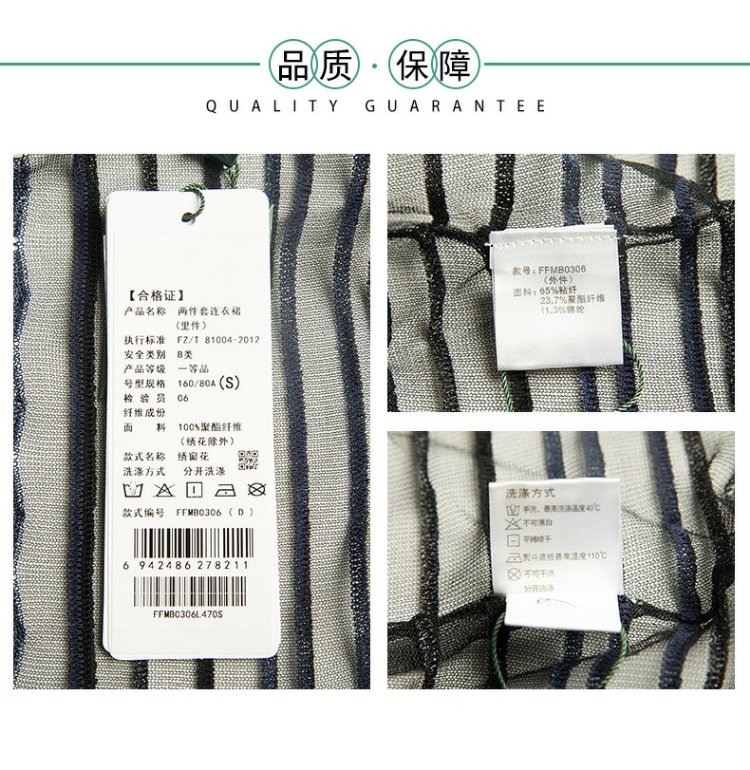 品质·保障
QUALITY GUARANTEE
【合格证】
产品名称 两件套连衣裙
(里件)
执行标准 FZ/T 81004-2012
安全类别 B类
产品等级 一等品
号型规格 160/80A(S)
检验员 06
纤维成份
面料 100%聚酯纤维
(绣花除外)
款式名称 绣窗花
洗涤方式 分开洗涤
款式编号 FFMB0306 (D)
6 942486 278211
FFMB0306L470S
款号: FFMB0306
(外件)
面料: 65%粘纤
23.7%聚酯纤维
11.3%锦纶
洗涤方式
手洗, 最高洗涤温度40℃
不可漂白
平摊晾干
熨斗底板最高温度110℃
不可干洗
分开洗涤